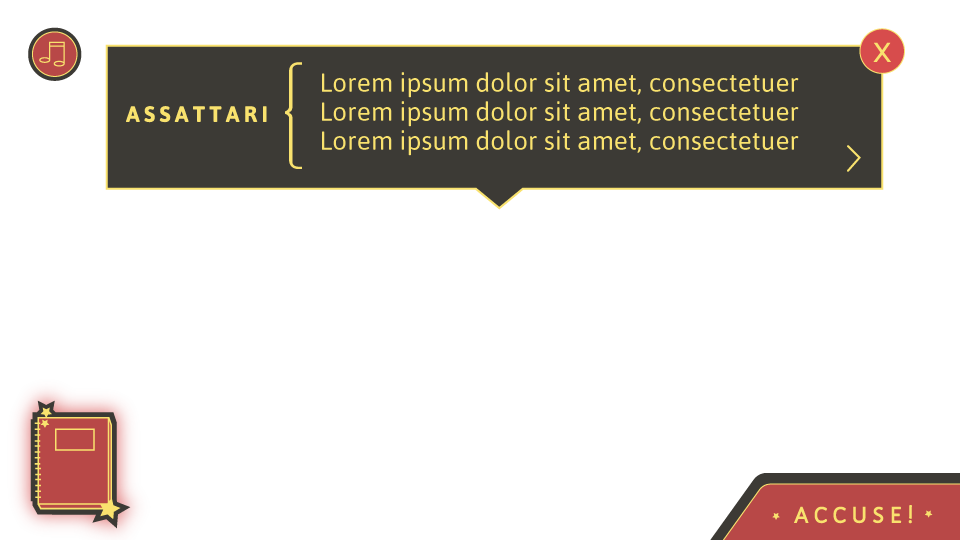 X
ASSATTARI
Lorem ipsum dolor sit amet, consectetuer
Lorem ipsum dolor sit amet, consectetuer
Lorem ipsum dolor sit amet, consectetuer
ACCUSE!